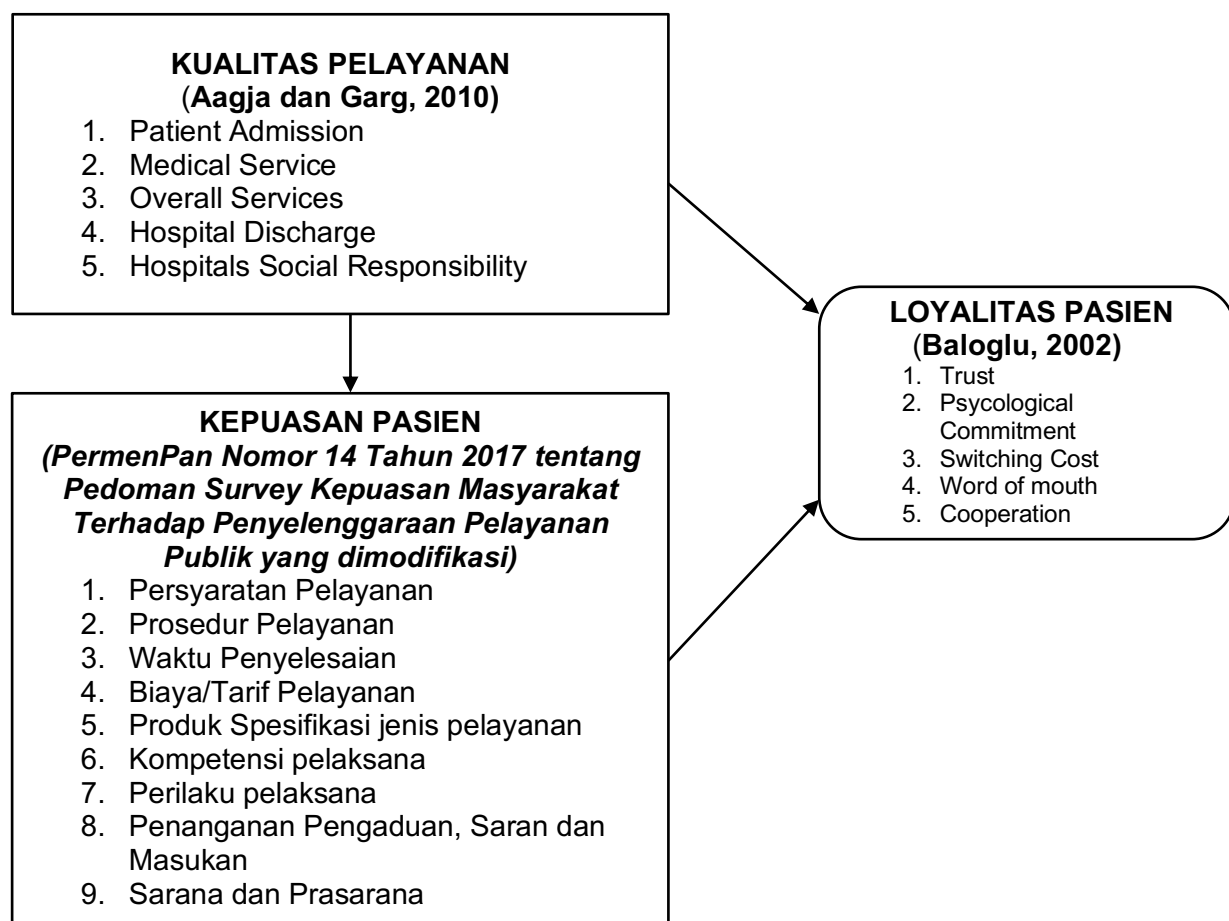 KUALITAS PELAYANAN
(Aagja dan Garg, 2010)
1. Patient Admission
2. Medical Service
3. Overall Services
4. Hospital Discharge
5. Hospitals Social Responsibility
KEPUASAN PASIEN
(PermenPan Nomor 14 Tahun 2017 tentang
Pedoman Survey Kepuasan Masyarakat
Terhadap Penyelenggaraan Pelayanan
Publik yang dimodifikasi)
1. Persyaratan Pelayanan
2. Prosedur Pelayanan
3. Waktu Penyelesaian
4. Biaya/Tarif Pelayanan
5. Produk Spesifikasi jenis pelayanan
6. Kompetensi pelaksana
7. Perilaku pelaksana
8. Penanganan Pengaduan, Saran dan
Masukan
9. Sarana dan Prasarana
LOYALITAS PASIEN
(Baloglu, 2002)
1. Trust
2. Psycological
Commitment
3. Switching Cost
4. Word of mouth
5. Cooperation